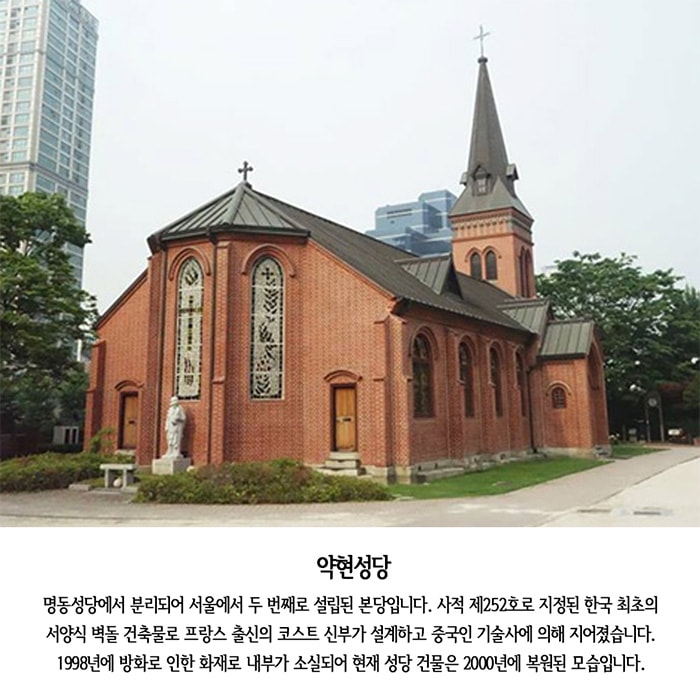 약현성당
명동성당에서 분리되어 서울에서 두 번째로 설립된 본당입니다. 사적 제252호로 지정된 한국 최초의
서양식 벽돌 건축물로 프랑스 출신의 코스트 신부가 설계하고 중국인 기술사에 의해 지어졌습니다.
1998년에 방화로 인한 화재로 내부가 소실되어 현재 성당 건물은 2000년에 복원된 모습입니다.